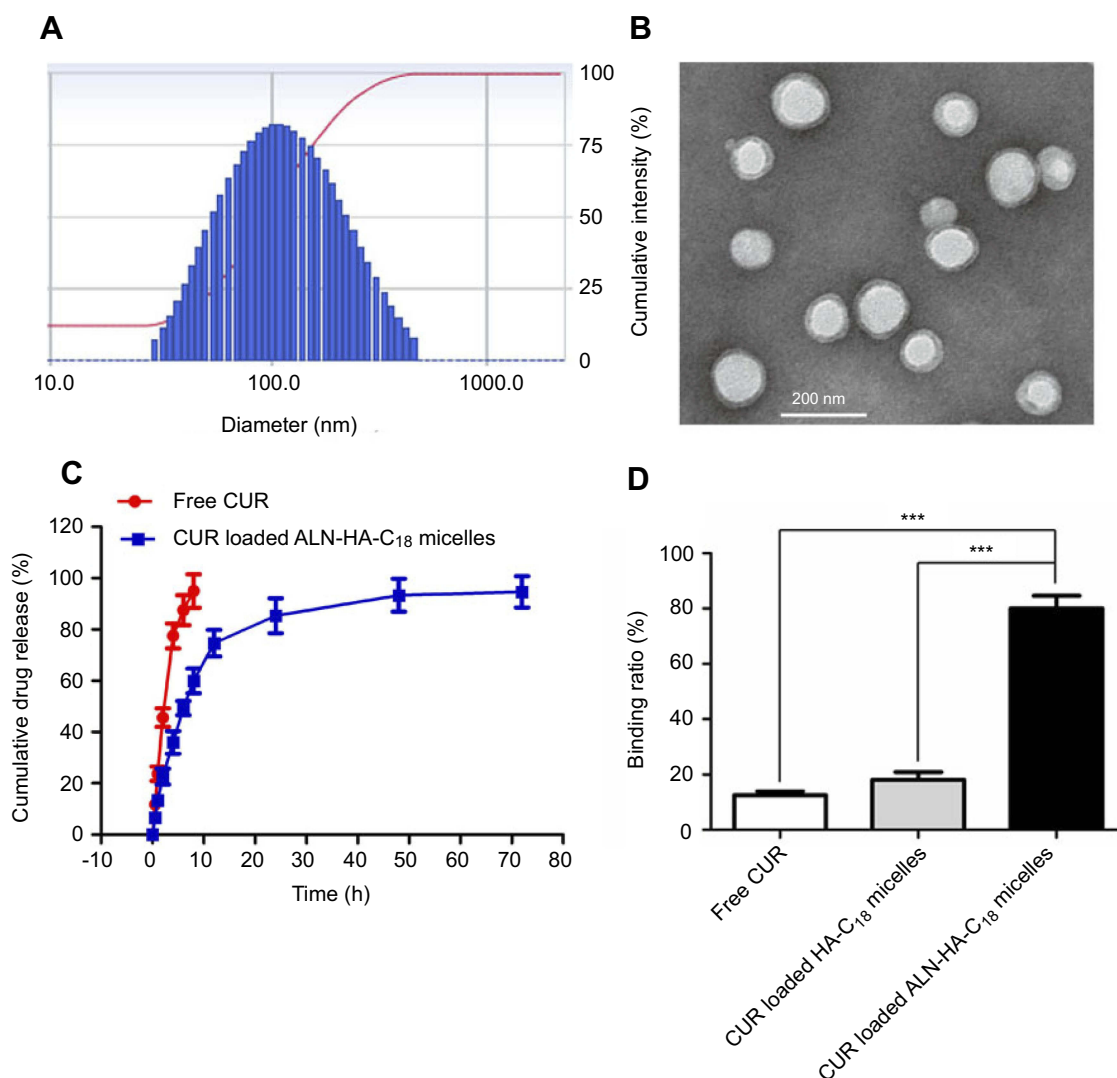 A
100
75
50
25
0
10.0 100.0 1000.0
Diameter (nm)
Cumulative intensity (%)
B
200 nm
C
Free CUR
CUR loaded ALN-HA-C18 micelles
120
100
80
60
40
20
0
-10 0 10 20 30 40 50 60 70 80
Time (h)
Cumulative drug release (%)
D
***
***
100
80
60
40
20
0
Binding ratio (%)
Free CUR
CUR loaded HA-C18 micelles
CUR loaded ALN-HA-C18 micelles